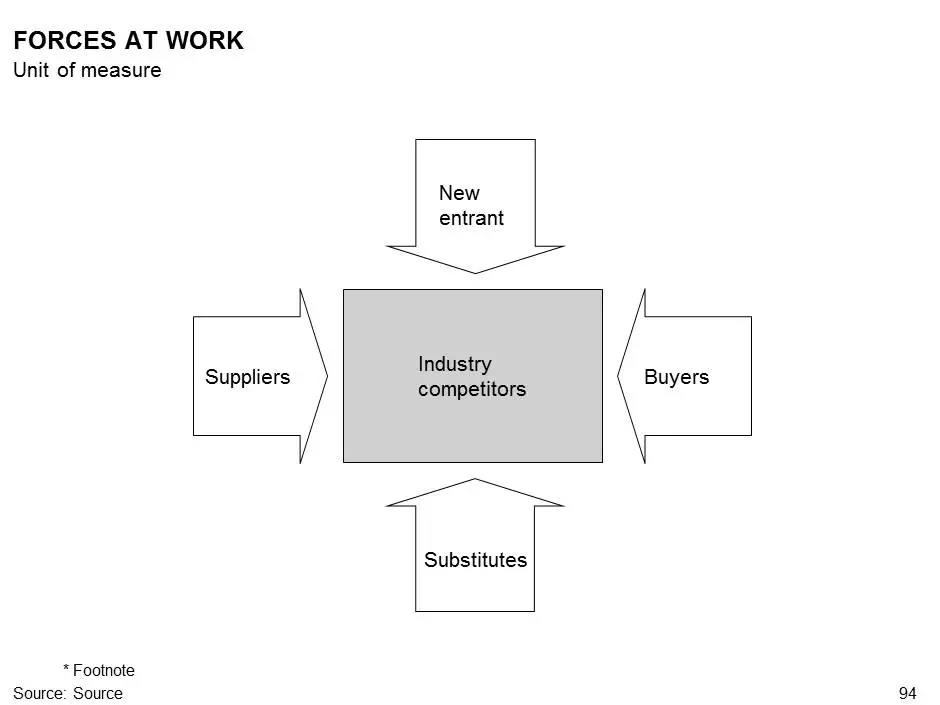 FORCES AT WORK
Unit of measure
New
entrant
Suppliers
Industry
competitors
Buyers
Substitutes
* Footnote
Source: Source
94